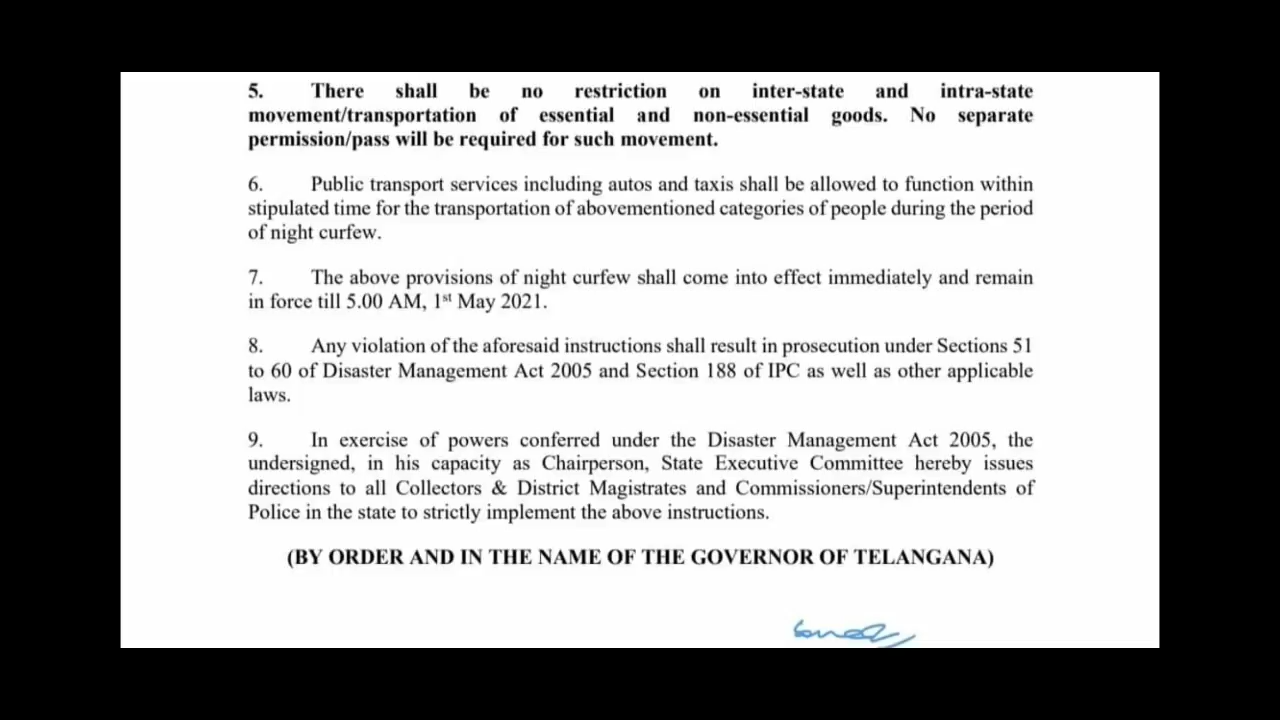 5. There shall be no restriction on inter-state and intra-state
movement/transportation of essential and non-essential goods. No separate
permission/pass will be required for such movement.
6. Public transport services including autos and taxis shall be allowed to function within
stipulated time for the transportation of abovementioned categories of people during the period
of night curfew.
7. The above provisions of night curfew shall come into effect immediately and remain
in force till 5.00 AM, 1st May 2021.
8. Any violation of the aforesaid instructions shall result in prosecution under Sections 51
to 60 of Disaster Management Act 2005 and Section 188 of IPC as well as other applicable
laws.
9. In exercise of powers conferred under the Disaster Management Act 2005, the
undersigned, in his capacity as Chairperson, State Executive Committee hereby issues
directions to all Collectors & District Magistrates and Commissioners/Superintendents of
Police in the state to strictly implement the above instructions.
(BY ORDER AND IN THE NAME OF THE GOVERNOR OF TELANGANA)